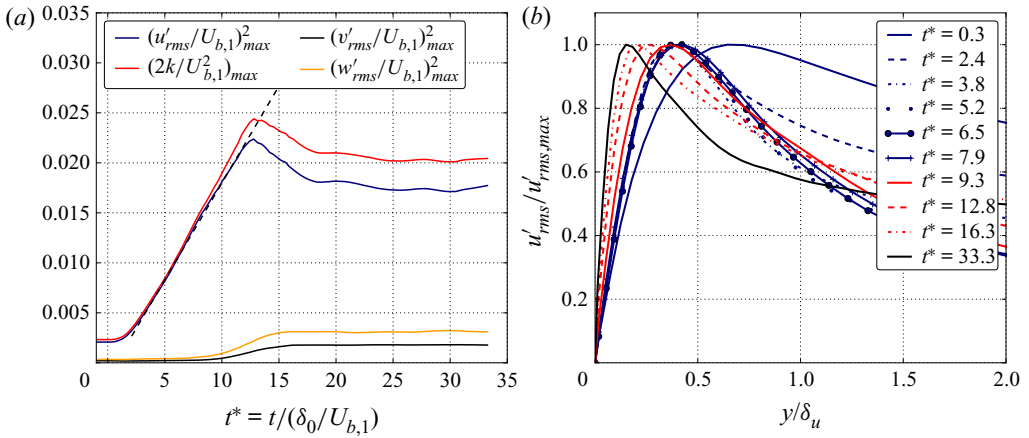 (a)
(u′rms/Ub,1)²max
(v′rms/Ub,1)²max
(2k/U²b,1)max
(w′rms/Ub,1)²max
0.035
0.030
0.025
0.020
0.015
0.010
0.005
0.000
0 5 10 15 20 25 30 35
t* = t/(δ0/Ub,1)
(b)
t* = 0.3
t* = 2.4
t* = 3.8
t* = 5.2
t* = 6.5
t* = 7.9
t* = 9.3
t* = 12.8
t* = 16.3
t* = 33.3
u′rms/u′rms,max
1.0
0.8
0.6
0.4
0.2
0 0.5 1.0 1.5 2.0
y/δu